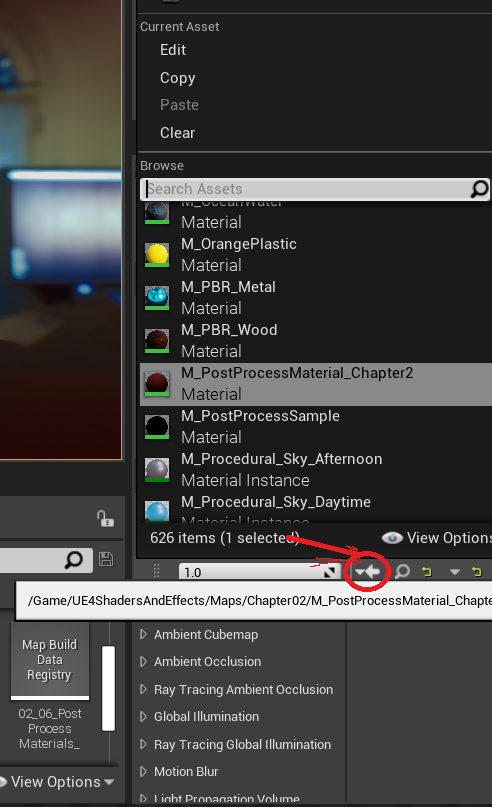 Current Asset
Edit
Copy
Paste
Clear
Browse
Search Assets
M_OceanWater
Material
M_OrangePlastic
Material
M_PBR_Metal
Material
M_PBR_Wood
Material
M_PostProcessMaterial_Chapter2
Material
M_PostProcessSample
Material
M_Procedural_Sky_Afternoon
Material Instance
M_Procedural_Sky_Daytime
Material Instance
626 items (1 selected)
View Options
1.0
/Game/UE4ShadersAndEffects/Maps/Chapter02/M_PostProcessMaterial_Chapte
Map Build
Data
Registry
02_06_Post
Process
Materials_
View Options
Ambient Cubemap
Ambient Occlusion
Ray Tracing Ambient Occlusion
Global Illumination
Ray Tracing Global Illumination
Motion Blur
Light Propagation Volume